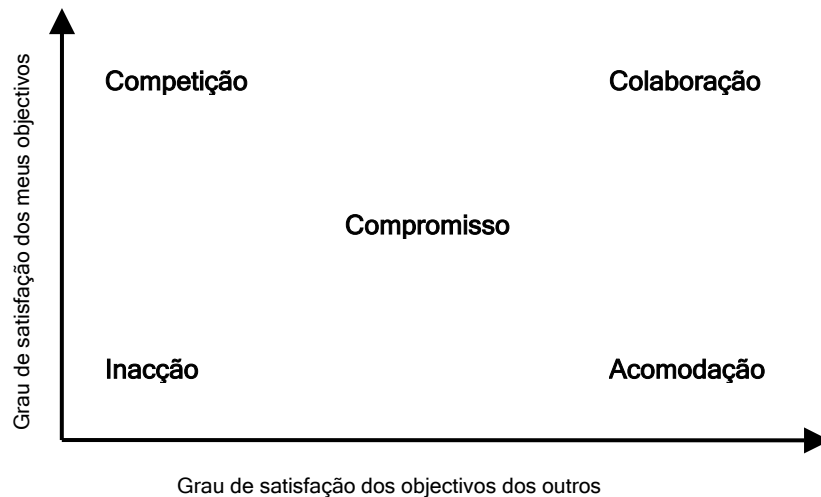 Grau de satisfação dos meus objectivos
Competição
Colaboração
Compromisso
Inacção
Acomodação
Grau de satisfação dos objectivos dos outros